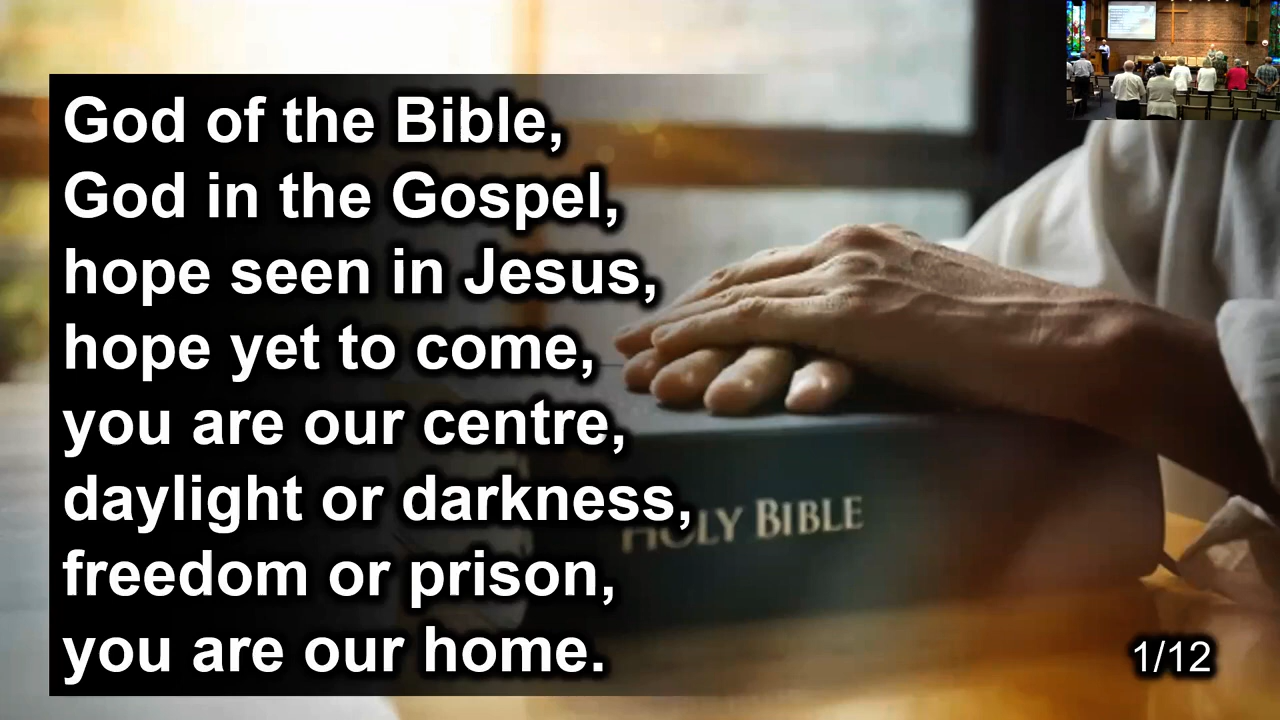 God of the Bible,
God in the Gospel,
hope seen in Jesus,
hope yet to come,
you are our centre,
daylight or darkness,
freedom or prison,
you are our home.
HOLY BIBLE
1/12